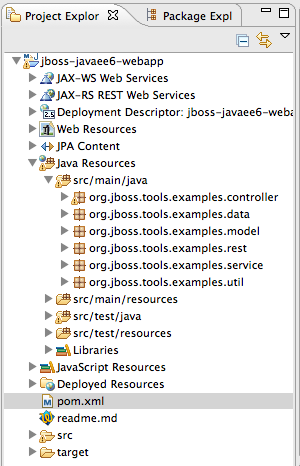 Project Explor Package Expl
jboss-javaee6-webapp
JAX-WS Web Services
JAX-RS REST Web Services
2.5 Deployment Descriptor: jboss-javaee6-weba
Web Resources
JPA Content
Java Resources
src/main/java
org.jboss.tools.examples.controller
org.jboss.tools.examples.data
org.jboss.tools.examples.model
org.jboss.tools.examples.rest
org.jboss.tools.examples.service
org.jboss.tools.examples.util
src/main/resources
src/test/java
src/test/resources
Libraries
JavaScript Resources
Deployed Resources
pom.xml
readme.md
src
target